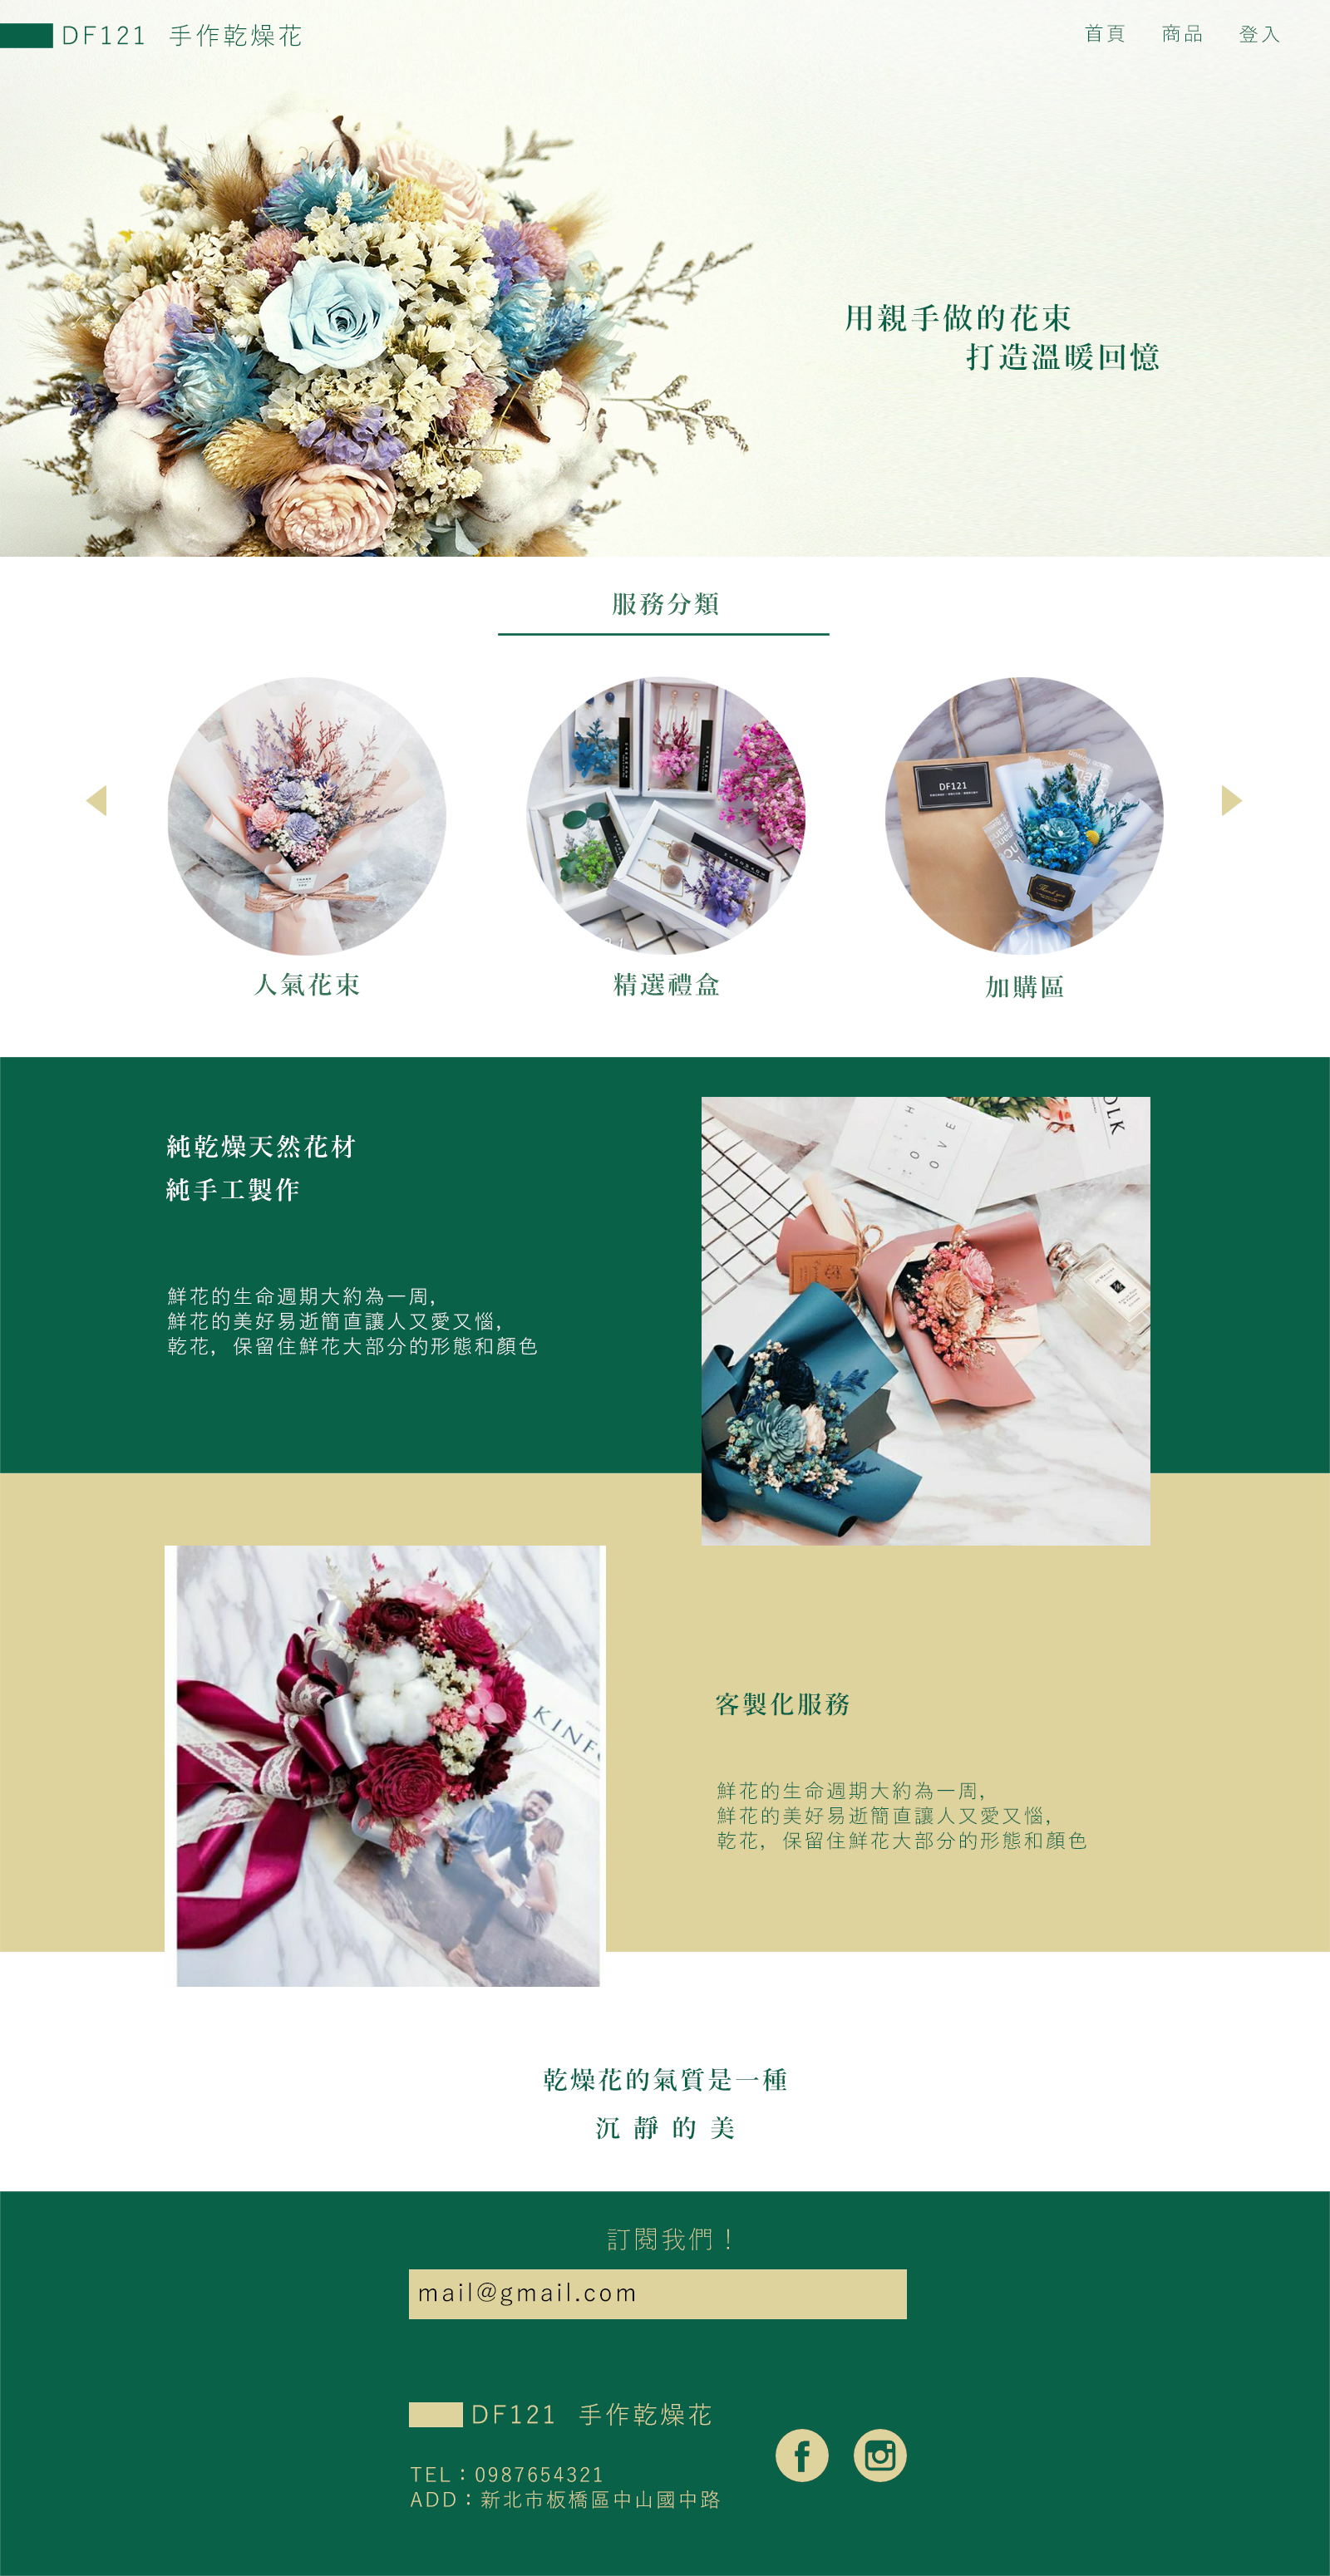 DF121 手作乾燥花
首頁 商品 登入
用親手做的花束
打造溫暖回憶
服務分類
DF121
Thank you
人氣花束
精選禮盒
加購區
純乾燥天然花材
純手工製作
鮮花的生命週期大約為一周,
鮮花的美好易逝簡直讓人又愛又惱,
乾花, 保留住鮮花大部分的形態和顏色
OLK
LOVE
JO MALONE
KINF
客製化服務
鮮花的生命週期大約為一周,
鮮花的美好易逝簡直讓人又愛又惱,
乾花, 保留住鮮花大部分的形態和顏色
乾燥花的氣質是一種
沉靜的美
訂閱我們！
mail@gmail.com
DF121 手作乾燥花
TEL：0987654321
ADD：新北市板橋區中山國中路